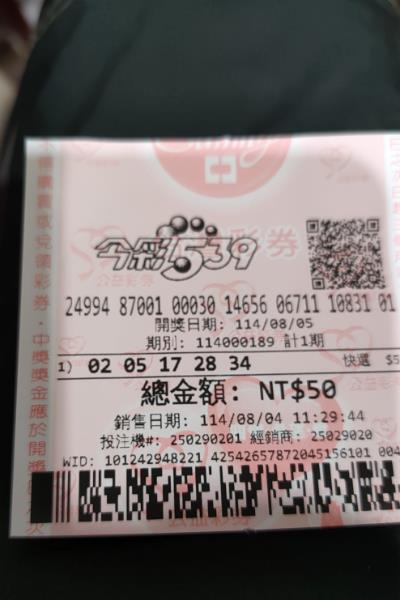 今彩539
24994 87001 00030 14656 06711 10831 01
開獎日期: 114/08/05
期別: 114000189 計1期
1) 02 05 17 28 34 快選 $5
總金額: NT$50
銷售日期: 114/08/04 11:29:44
投注機#: 250290201 經銷商: 25029020
WID: 101242948221 42542657872045156101 004